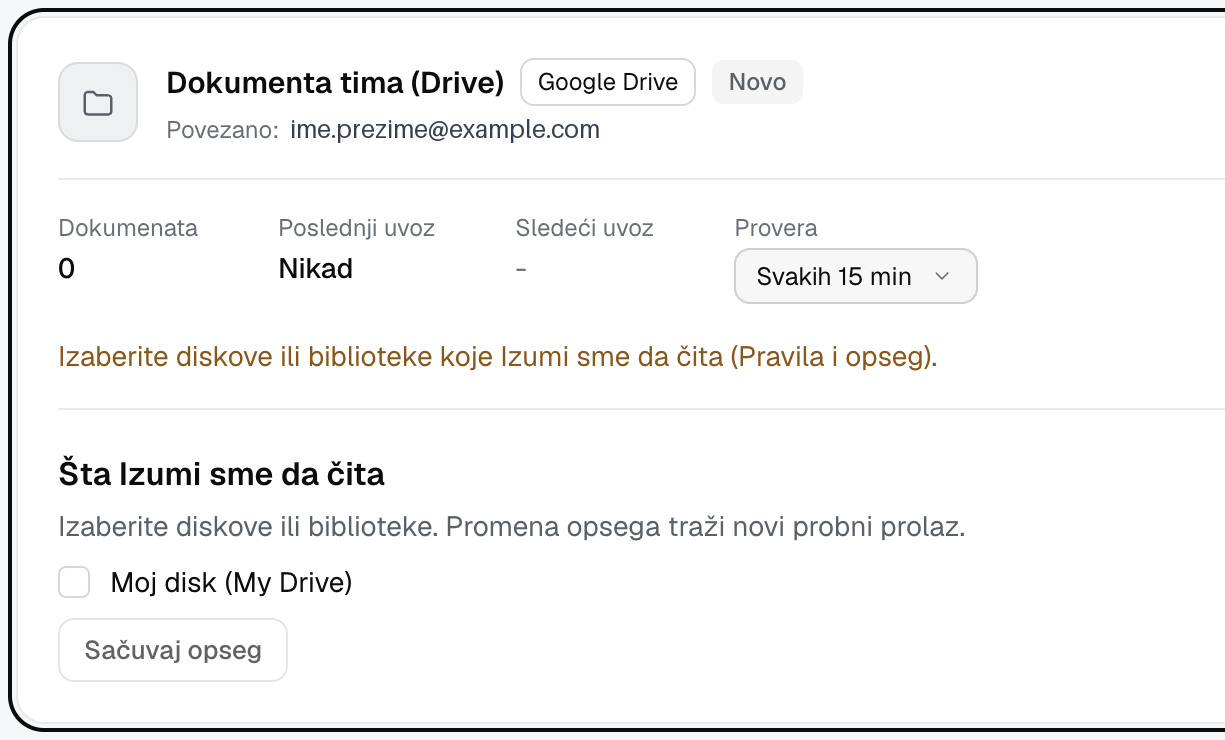 Dokumenta tima (Drive) Google Drive Novo
Povezano: ime.prezime@example.com
Dokumenata Poslednji uvoz Sledeći uvoz Provera
0 Nikad - Svakih 15 min
Izaberite diskove ili biblioteke koje Izumi sme da čita (Pravila i opseg).
Šta Izumi sme da čita
Izaberite diskove ili biblioteke. Promena opsega traži novi probni prolaz.
Moj disk (My Drive)
Sačuvaj opseg